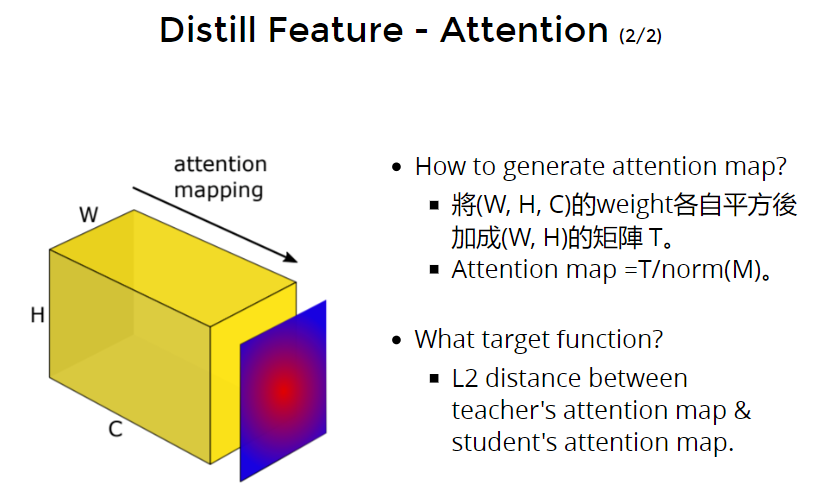 Distill Feature - Attention (2/2)
attention
mapping
W
H
C
• How to generate attention map?
▪ 將(W, H, C)的weight各自平方後
加成(W, H)的矩陣 T。
▪ Attention map =T/norm(M)。
• What target function?
▪ L2 distance between
teacher's attention map &
student's attention map.